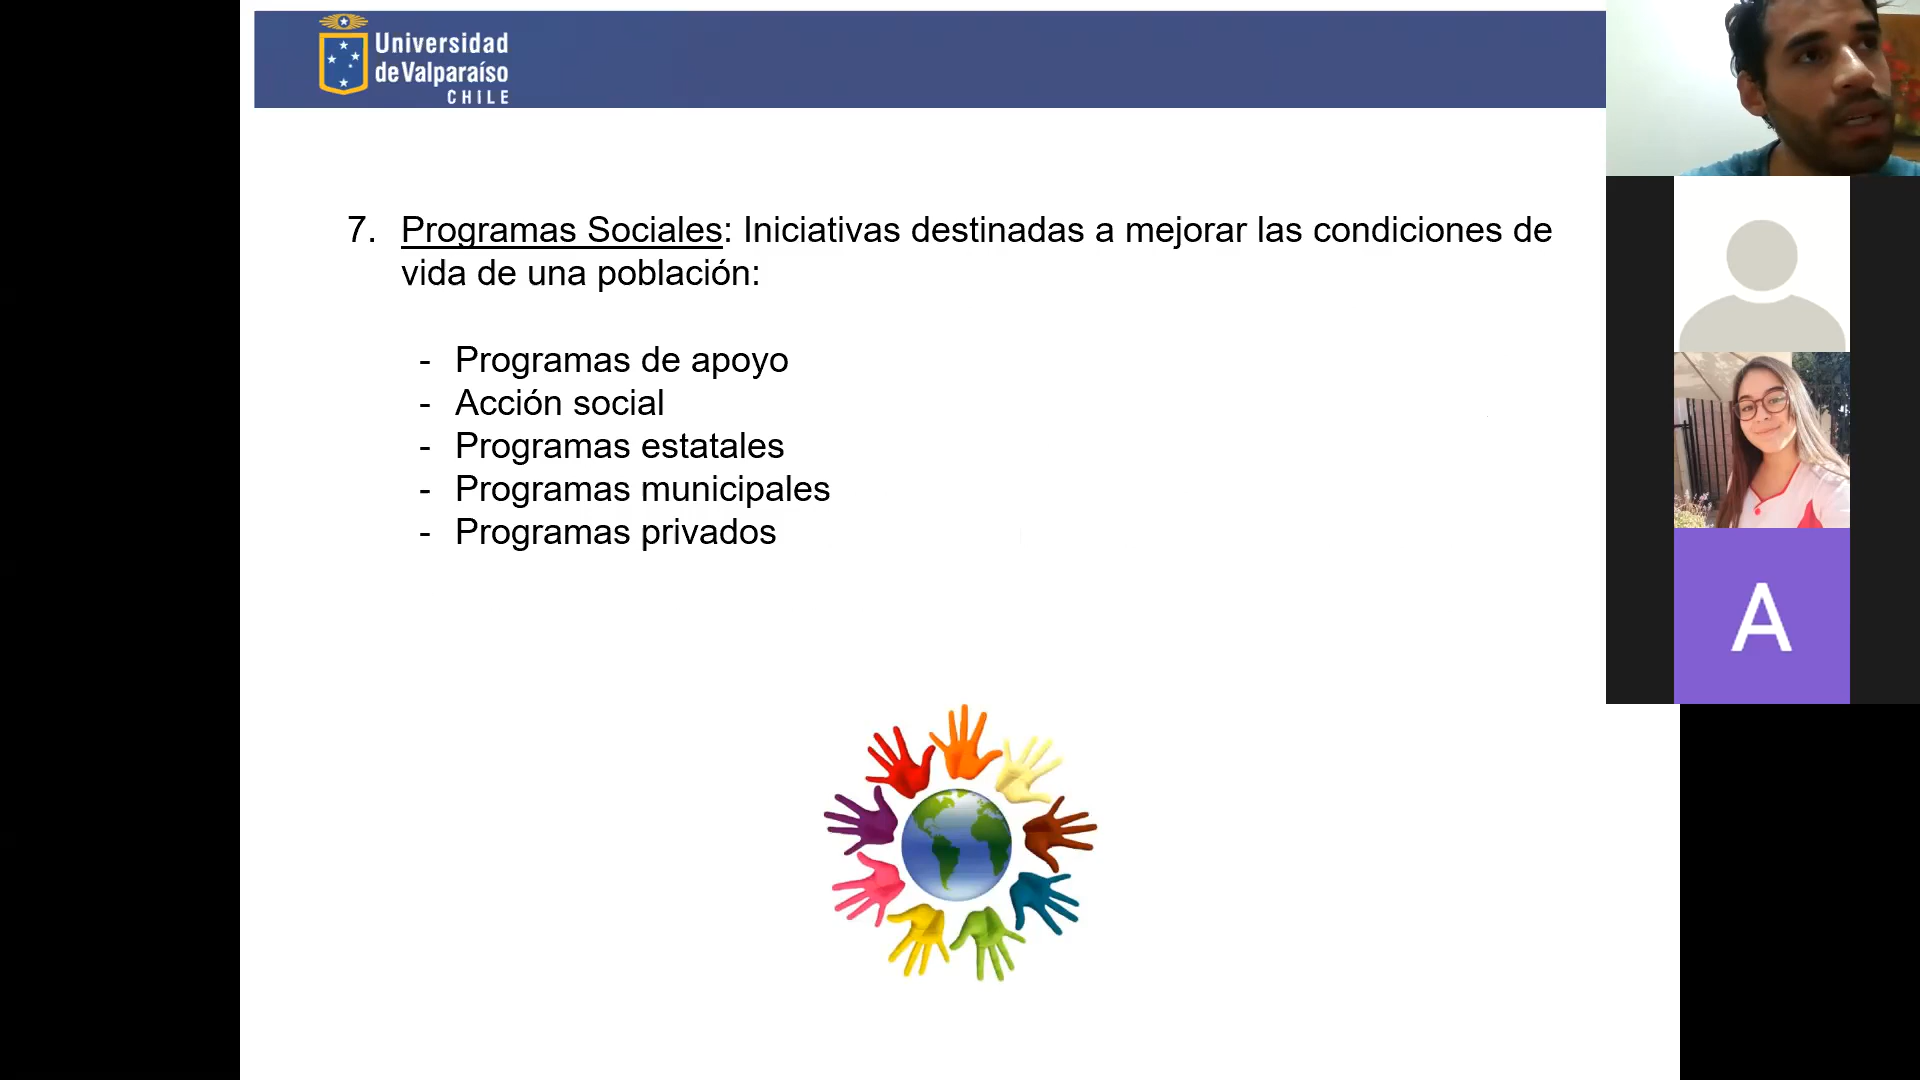 Universidad
de Valparaíso
CHILE
7. Programas Sociales: Iniciativas destinadas a mejorar las condiciones de
vida de una población:
- Programas de apoyo
- Acción social
- Programas estatales
- Programas municipales
- Programas privados
A